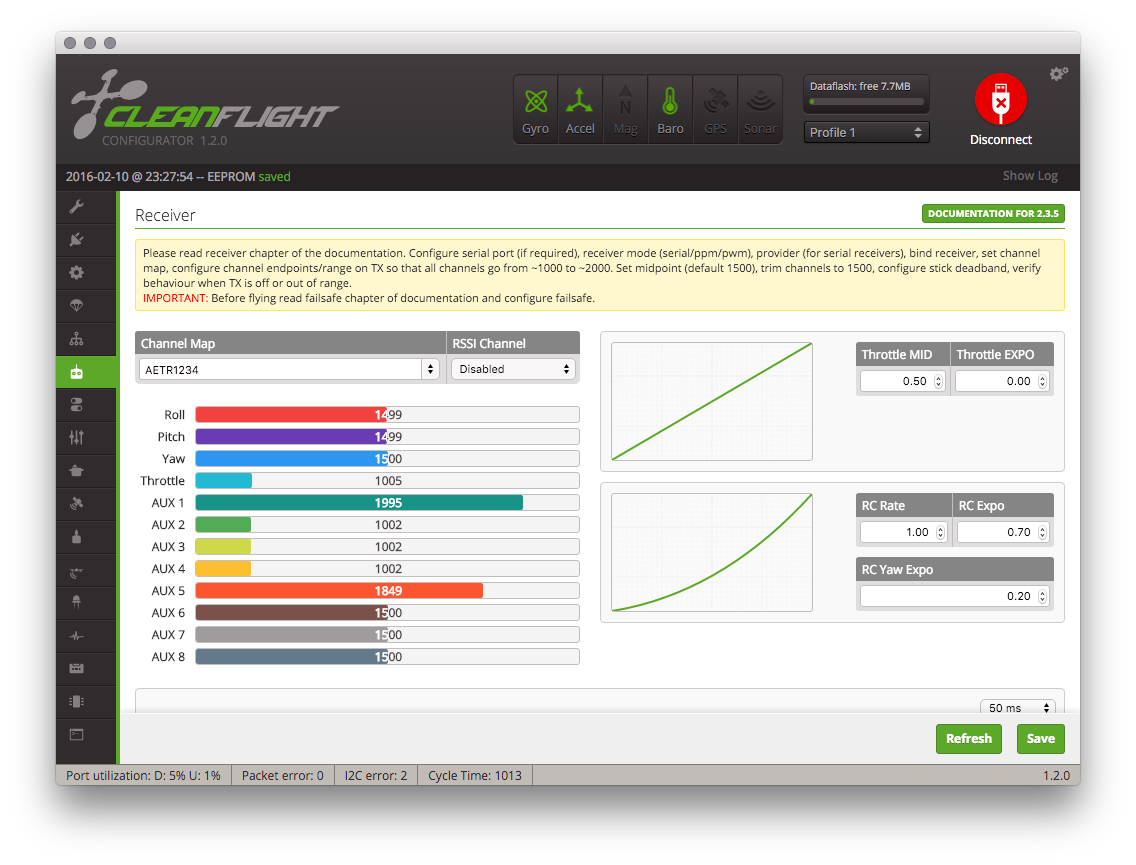 CLEANFLIGHT
CONFIGURATOR 1.2.0
Gyro Accel Mag Baro GPS Sonar
Dataflash: free 7.7MB
Profile 1
Disconnect
2016-02-10 @ 23:27:54 -- EEPROM saved
Show Log
Receiver
DOCUMENTATION FOR 2.3.5
Please read receiver chapter of the documentation. Configure serial port (if required), receiver mode (serial/ppm/pwm), provider (for serial receivers), bind receiver, set channel
map, configure channel endpoints/range on TX so that all channels go from ~1000 to ~2000. Set midpoint (default 1500), trim channels to 1500, configure stick deadband, verify
behaviour when TX is off or out of range.
IMPORTANT: Before flying read failsafe chapter of documentation and configure failsafe.
Channel Map RSSI Channel
AETR1234 Disabled
Roll 1499
Pitch 1499
Yaw 1500
Throttle 1005
AUX 1 1995
AUX 2 1002
AUX 3 1002
AUX 4 1002
AUX 5 1849
AUX 6 1500
AUX 7 1500
AUX 8 1500
Throttle MID Throttle EXPO
0.50 0.00
RC Rate RC Expo
1.00 0.70
RC Yaw Expo
0.20
50 ms
Refresh Save
Port utilization: D: 5% U: 1% Packet error: 0 I2C error: 2 Cycle Time: 1013 1.2.0